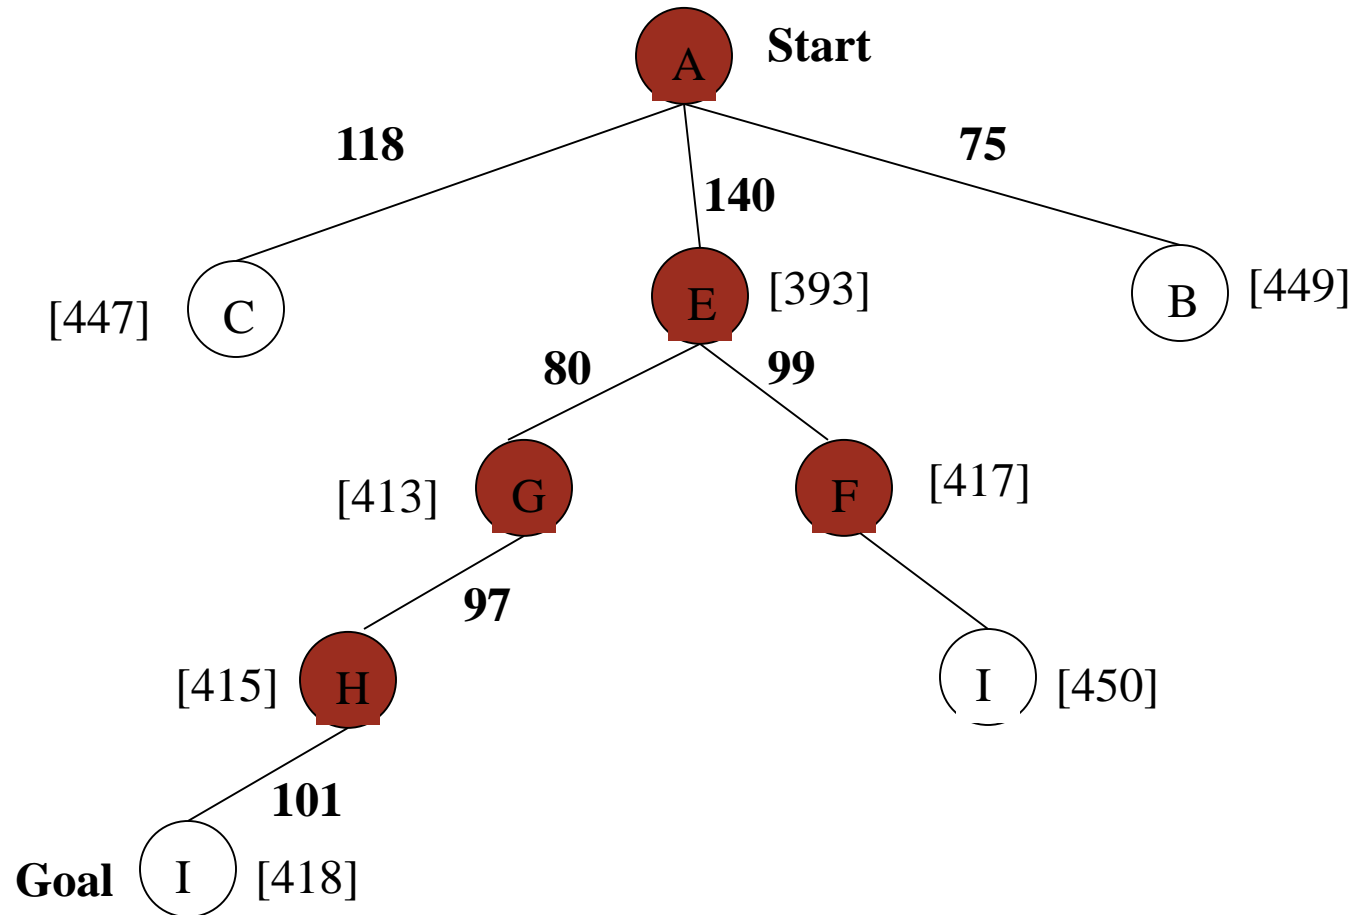 A Start
118 75
140
[447] C E [393] B [449]
80 99
[413] G F [417]
97
[415] H I [450]
101
Goal I [418]